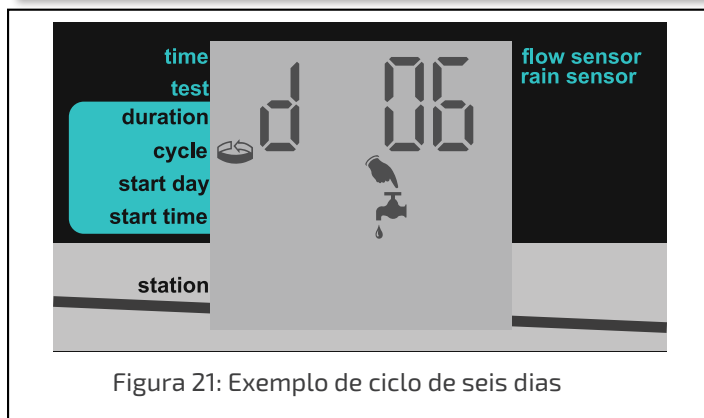 time
test
duration
cycle
start day
start time
station
d 06
flow sensor
rain sensor
Figura 21: Exemplo de ciclo de seis dias